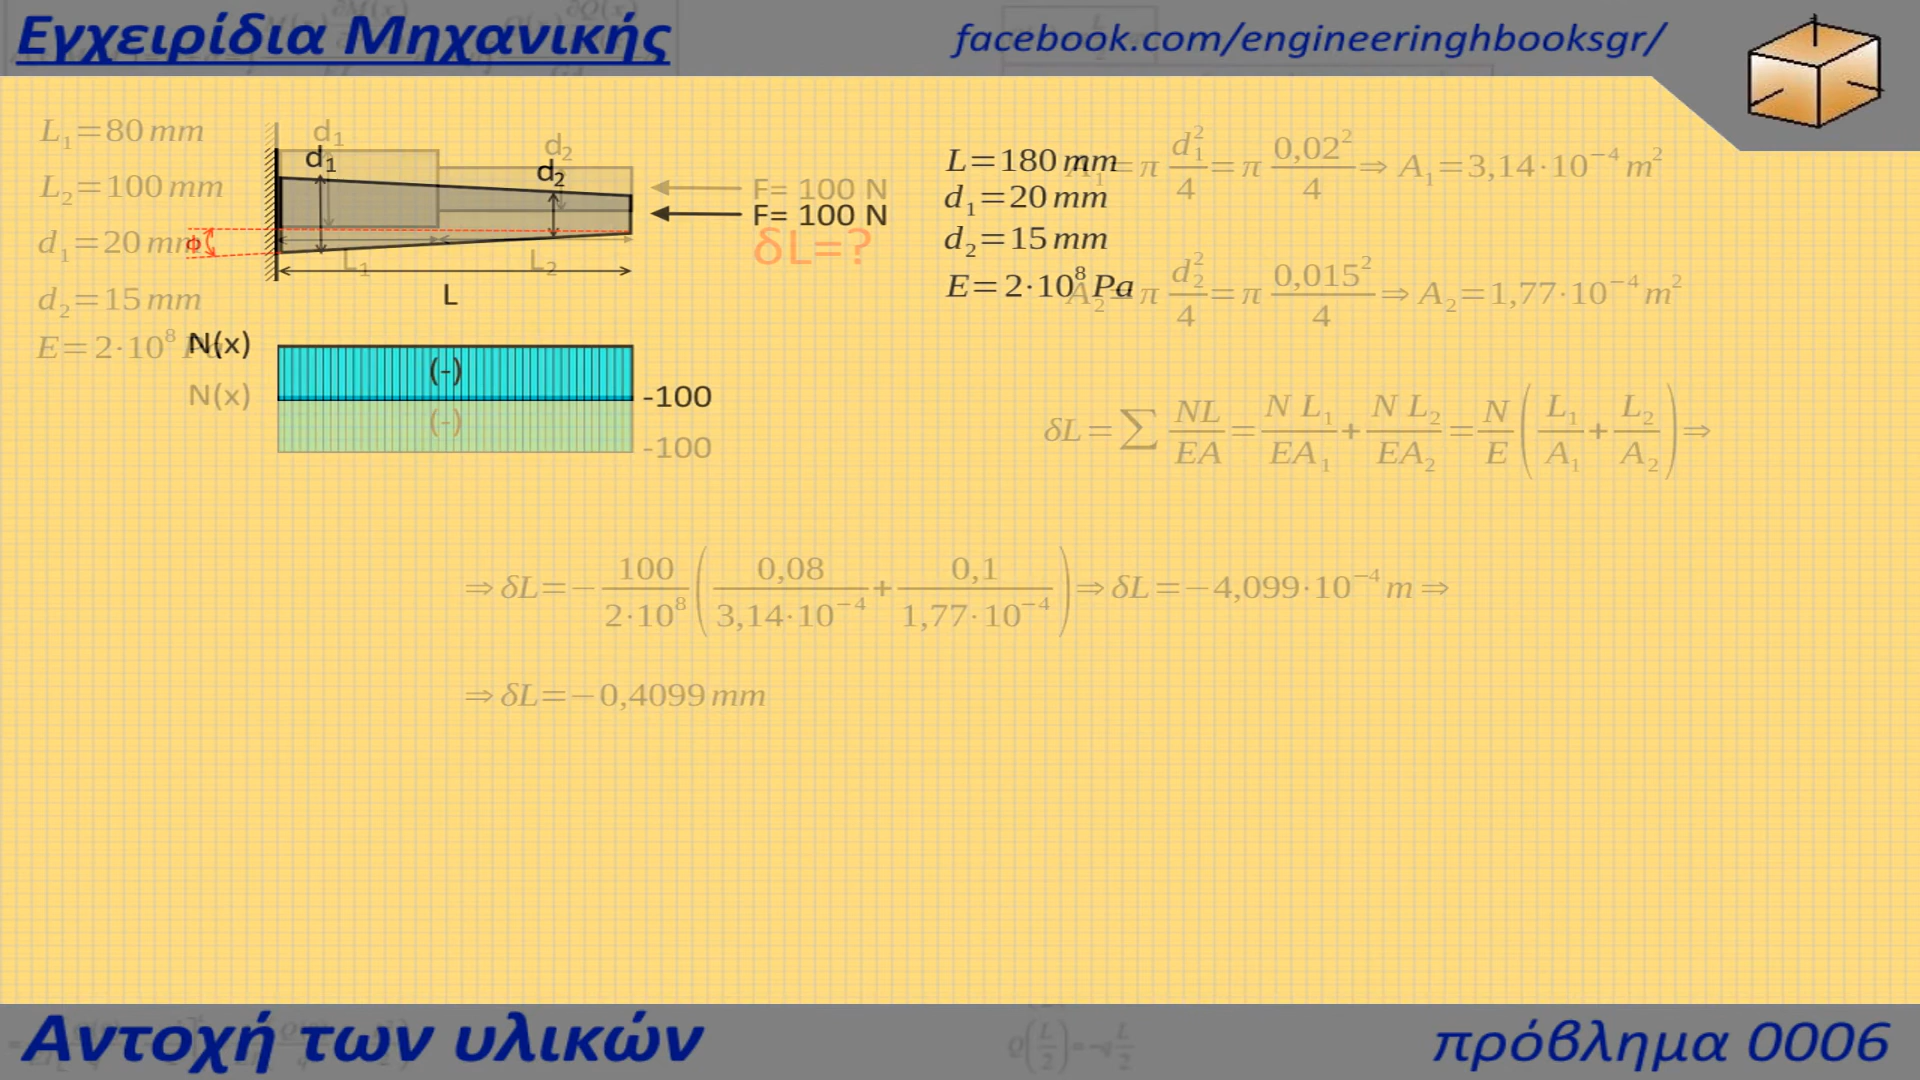 Εγχειρίδια Μηχανικής
facebook.com/engineeringhbooksgr/
L₁=80 mm
L₂=100 mm
d₁=20 mm
d₂=15 mm
E=2·10⁸ Pa
d₁
d₂
d₁
d₂
F= 100 N
F= 100 N
δL=?
φ
L₁
L₂
L
L=180 mm
d₁=20 mm
d₂=15 mm
E=2·10⁸ Pa
A₁=π d₁²/4=π 0,02²/4⇒ A₁=3,14·10⁻⁴ m²
A₂=π d₂²/4=π 0,015²/4⇒ A₂=1,77·10⁻⁴ m²
N(x)
(-)
-100
N(x)
(-)
-100
δL=∑ NL/EA=N L₁/EA₁+N L₂/EA₂=N/E(L₁/A₁+L₂/A₂)⇒
⇒δL=−100/2·10⁸(0,08/3,14·10⁻⁴+0,1/1,77·10⁻⁴)⇒δL=−4,099·10⁻⁴ m⇒
⇒δL=−0,4099 mm
Αντοχή των υλικών
πρόβλημα 0006